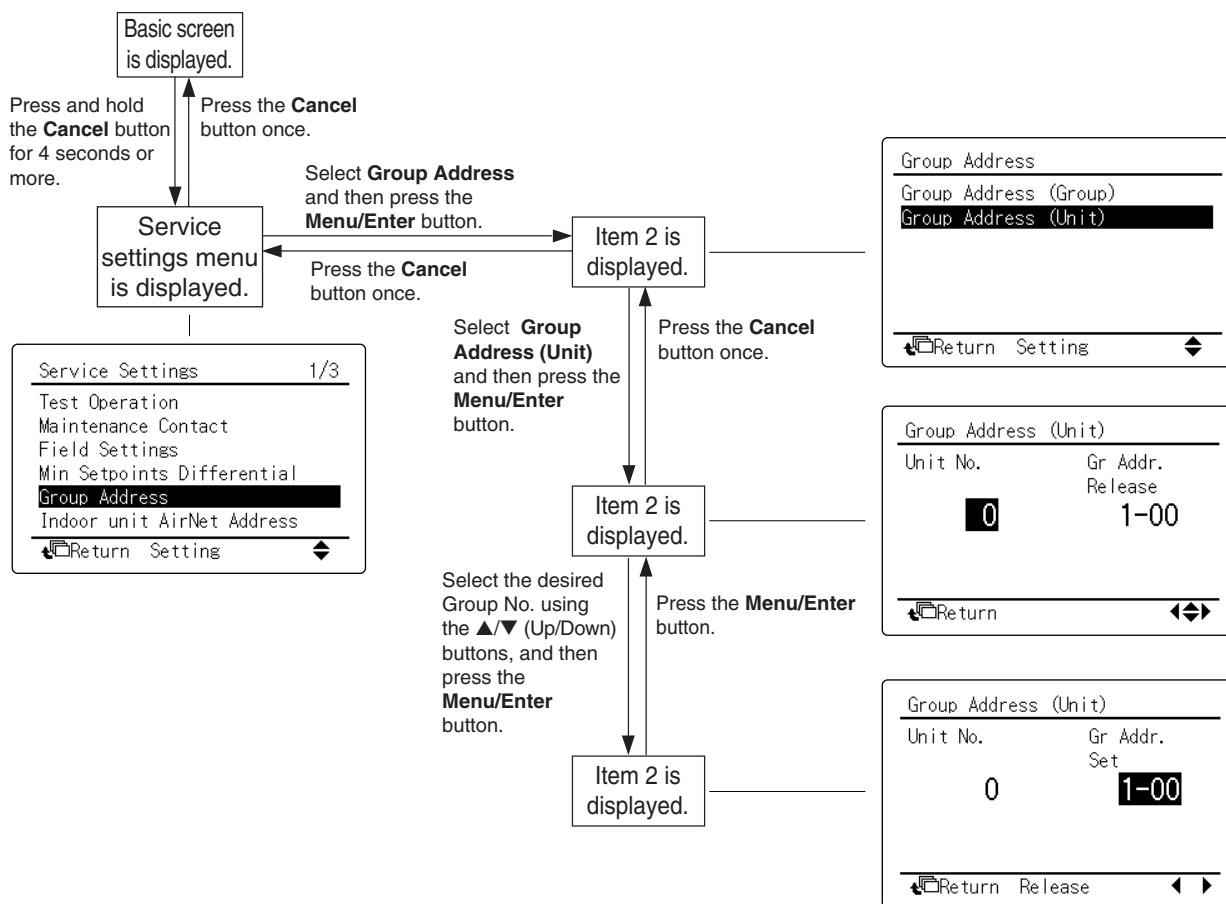 Basic screen
is displayed.
Press and hold
the Cancel button
for 4 seconds or
more.
Press the Cancel
button once.
Select Group Address
and then press the
Menu/Enter button.
Press the Cancel
button once.
Service
settings menu
is displayed.
Item 2 is
displayed.
Group Address
Group Address (Group)
Group Address (Unit)
Return Setting
Service Settings 1/3
Test Operation
Maintenance Contact
Field Settings
Min Setpoints Differential
Group Address
Indoor unit AirNet Address
Return Setting
Select Group
Address (Unit)
and then press the
Menu/Enter
button.
Press the Cancel
button once.
Item 2 is
displayed.
Group Address (Unit)
Unit No. Gr Addr.
Release
0 1-00
Return
Select the desired
Group No. using
the ▲/▼ (Up/Down)
buttons, and then
press the
Menu/Enter
button.
Press the Menu/Enter
button.
Item 2 is
displayed.
Group Address (Unit)
Unit No. Gr Addr.
Set
0 1-00
Return Release